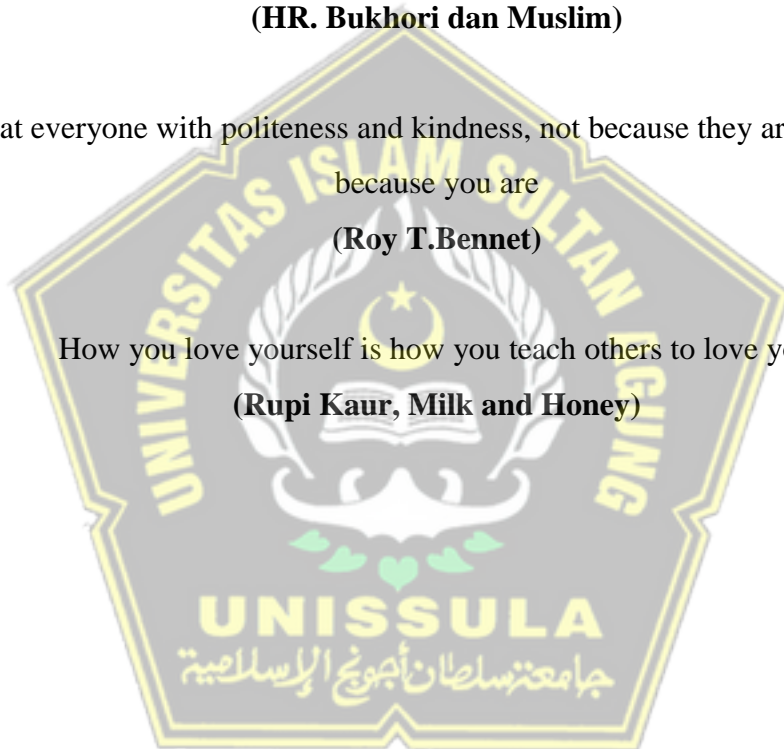 (HR. Bukhori dan Muslim)
at everyone with politeness and kindness, not because they ar
because you are
(Roy T.Bennet)
How you love yourself is how you teach others to love y
(Rupi Kaur, Milk and Honey)
UNIVERSITAS ISLAM SULTAN AGUNG
UNISSULA
جامعة سلطان أجونج الإسلامية